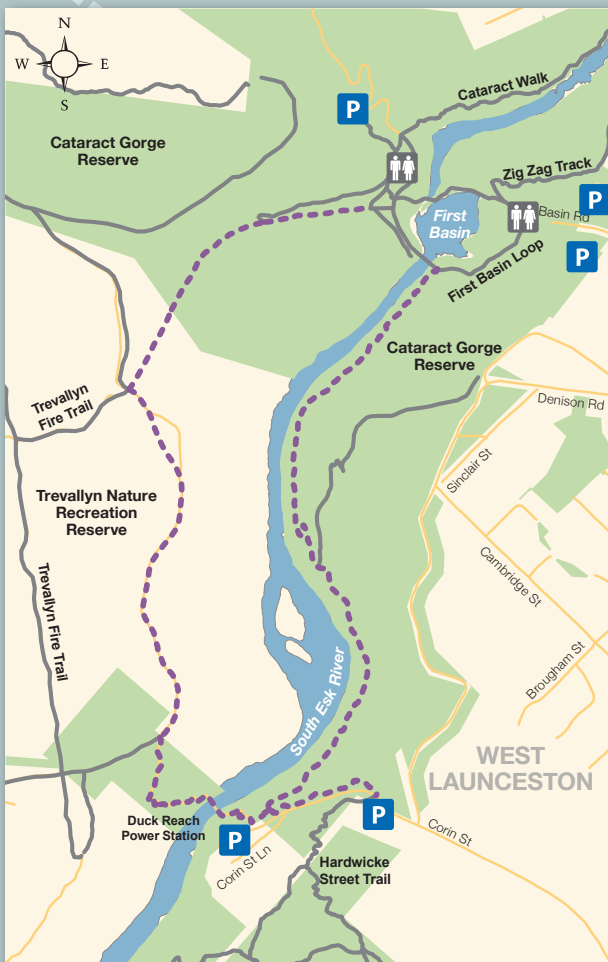 N
W
E
S
P
Cataract Walk
Cataract Gorge
Reserve
Zig Zag Track
P
First
Basin
Basin Rd
P
First Basin Loop
Cataract Gorge
Reserve
Trevallyn
Fire Trail
Denison Rd
Sinclair St
Trevallyn Nature
Recreation
Reserve
Cambridge St
Trevallyn Fire Trail
Brougham St
South Esk River
WEST
LAUNCESTON
Duck Reach
Power Station
P
P
Corin St
Corin St Ln
Hardwicke
Street Trail